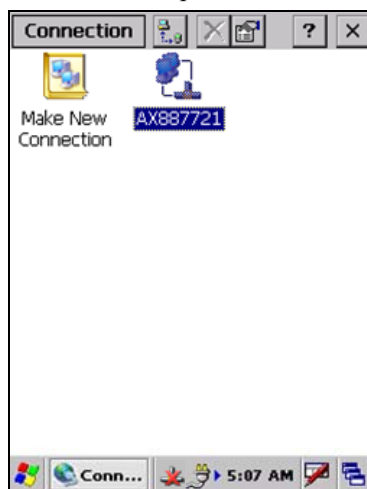 Connection
?
Make New
Connection
AX887721
Conn...
5:07 AM